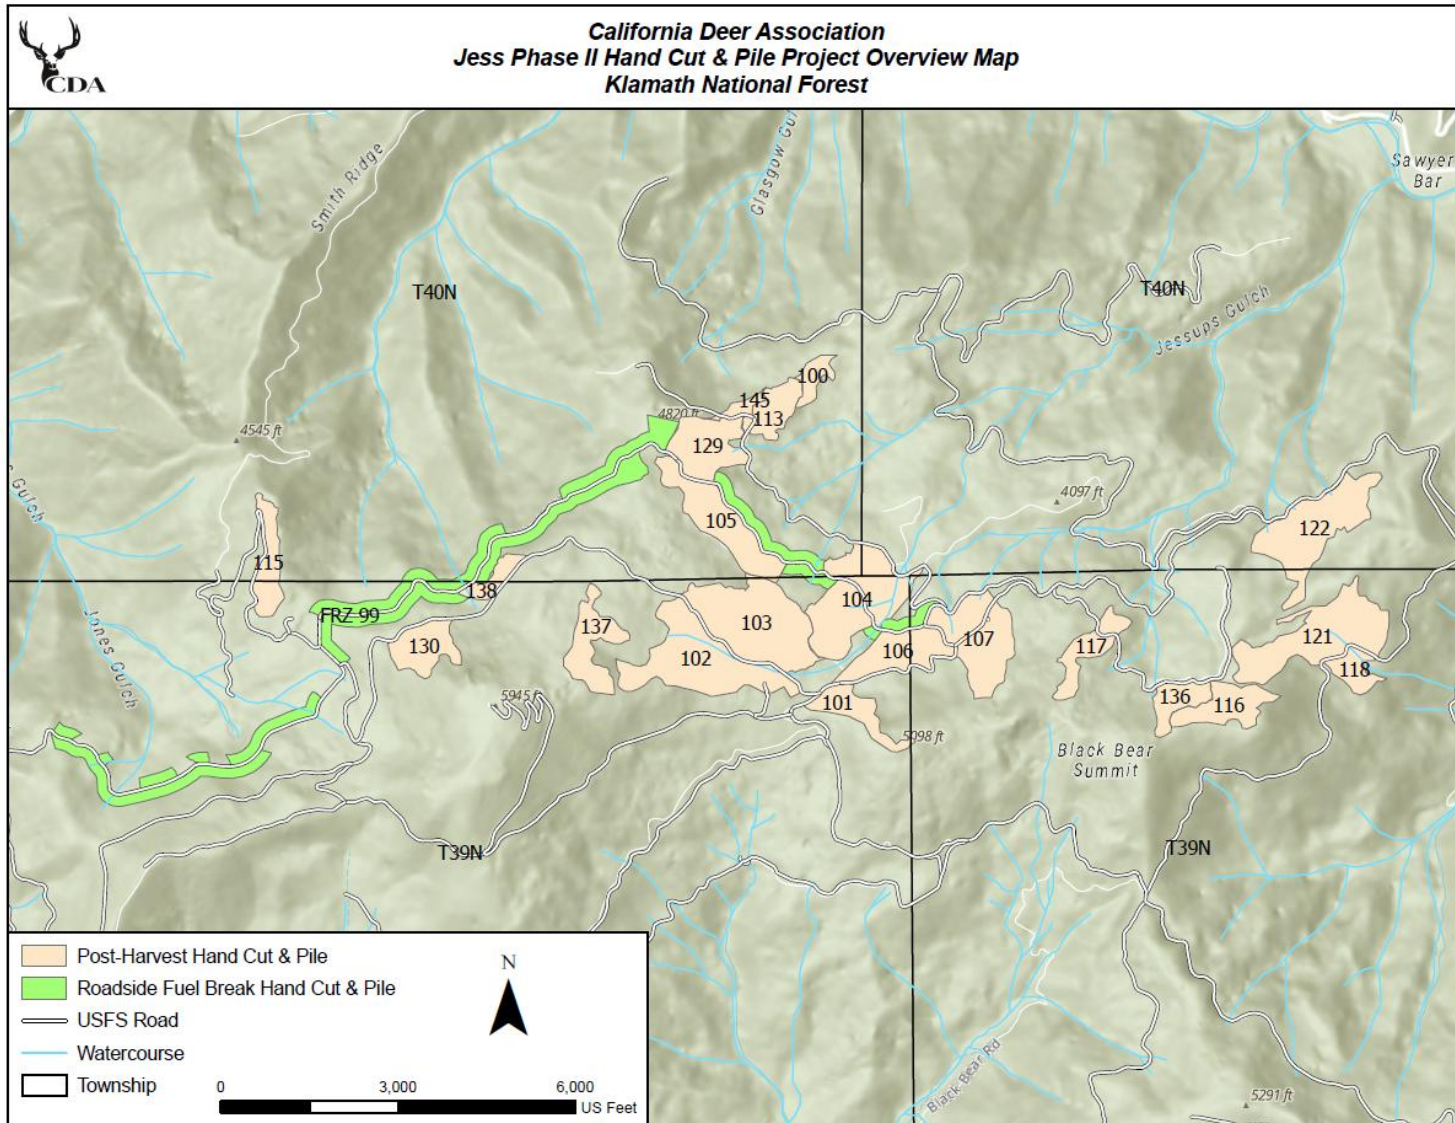 California Deer Association
Jess Phase II Hand Cut & Pile Project Overview Map
Klamath National Forest
CDA
Smith Ridge
Glasgow Gul
Sawyer
Bar
T40N
T40N
Jessups Gulch
100
145
113
4820 ft
129
4545 ft
Gulch
105
4097 ft
122
115
138
104
FRZ 99
103
137
107
117
121
130
102
106
118
Jones Gulch
5945 ft
101
136
116
Black Bear
Summit
T39N
T39N
Post-Harvest Hand Cut & Pile
Roadside Fuel Break Hand Cut & Pile
USFS Road
Watercourse
Township
N
0 3,000 6,000
US Feet
Black Bear Rd
5291 ft